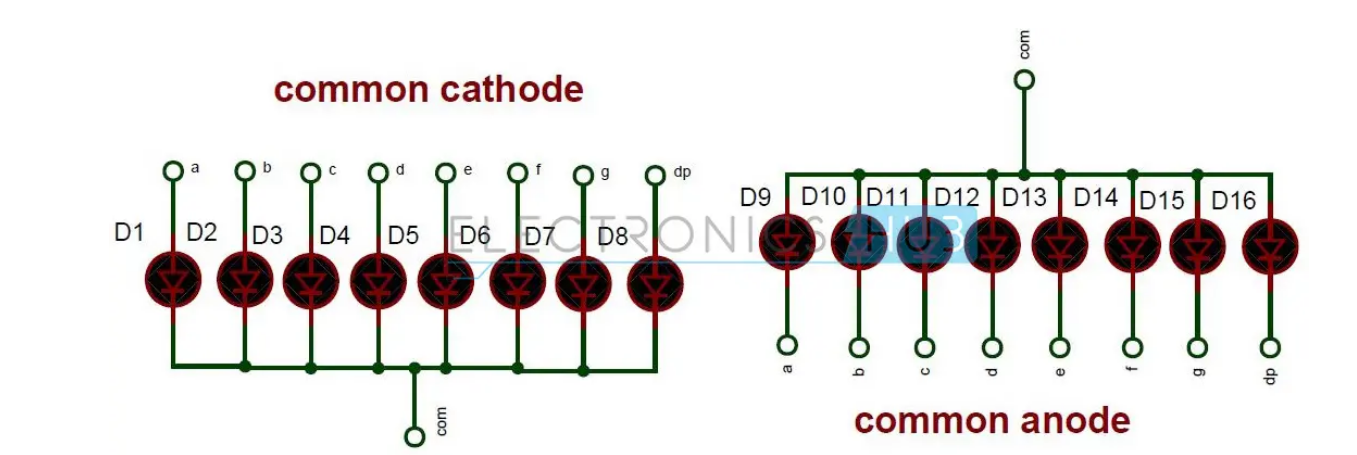 common cathode
a b c d e f g dp
D1 D2 D3 D4 D5 D6 D7 D8
com
com
D9 D10 D11 D12 D13 D14 D15 D16
a b c d e f g dp
common anode
ELECTRONICS HUB